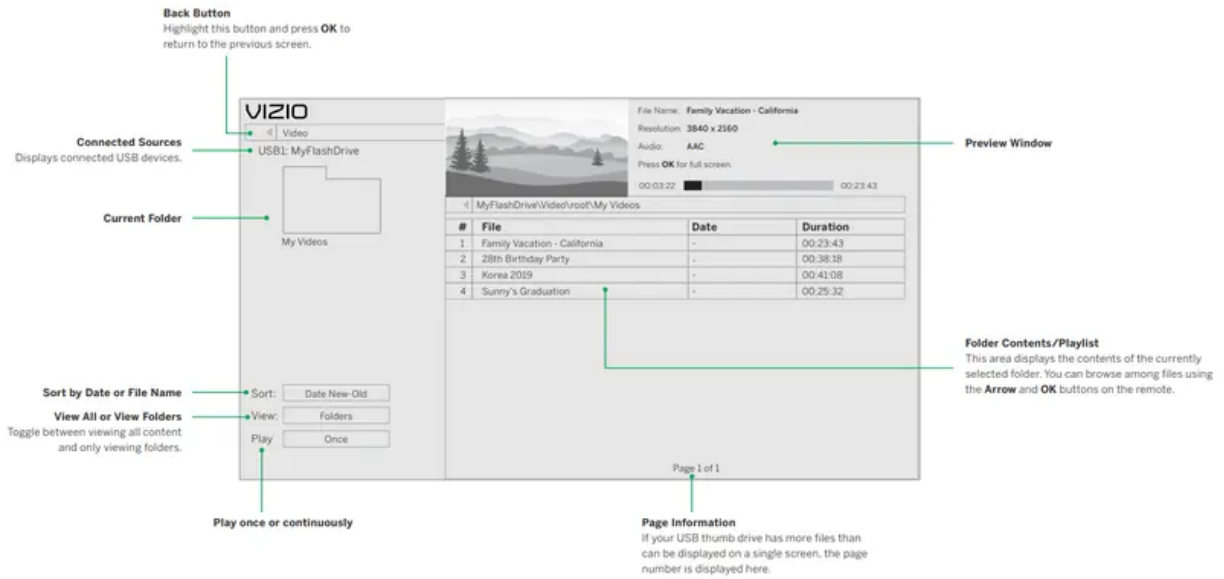 Back Button
Highlight this button and press OK to
return to the previous screen.
Connected Sources
Displays connected USB devices.
Current Folder
Sort by Date or File Name
View All or View Folders
Toggle between viewing all content
and only viewing folders.
Play once or continuously
VIZIO
Video
USB1: MyFlashDrive
My Videos
Sort: Date New-Old
View: Folders
Play Once
File Name: Family Vacation - California
Resolution: 3840 x 2160
Audio: AAC
Press OK for full screen.
00:03:22 00:23:43
MyFlashDrive\Video\root\My Videos
# File Date Duration
1 Family Vacation - California - 00:23:43
2 28th Birthday Party - 00:38:18
3 Korea 2019 - 00:41:08
4 Sunny's Graduation - 00:25:32
Page 1 of 1
Preview Window
Folder Contents/Playlist
This area displays the contents of the currently
selected folder. You can browse among files using
the Arrow and OK buttons on the remote.
Page Information
If your USB thumb drive has more files than
can be displayed on a single screen, the page
number is displayed here.